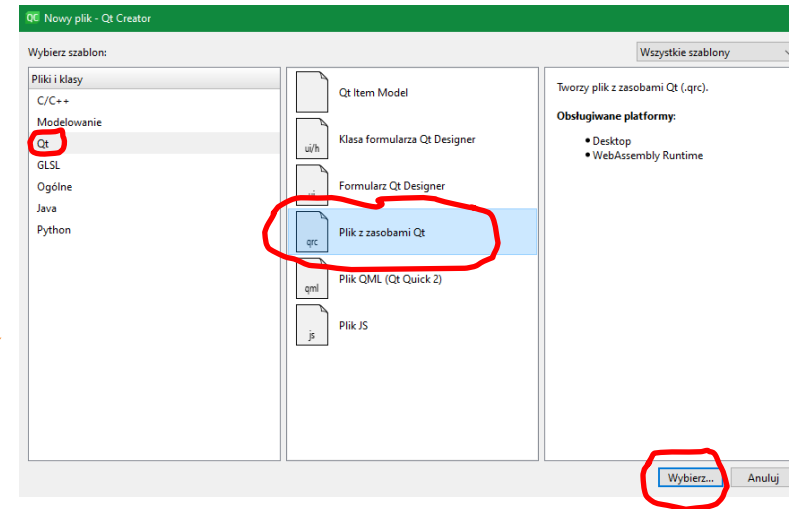 QC Nowy plik - Qt Creator
Wybierz szablon:
Wszystkie szablony
Pliki i klasy
C/C++
Modelowanie
Qt
GLSL
Ogólne
Java
Python
Qt Item Model
ui/h
Klasa formularza Qt Designer
ui
Formularz Qt Designer
qrc
Plik z zasobami Qt
qml
Plik QML (Qt Quick 2)
js
Plik JS
Tworzy plik z zasobami Qt (.qrc).
Obsługiwane platformy:
• Desktop
• WebAssembly Runtime
Wybierz...
Anuluj